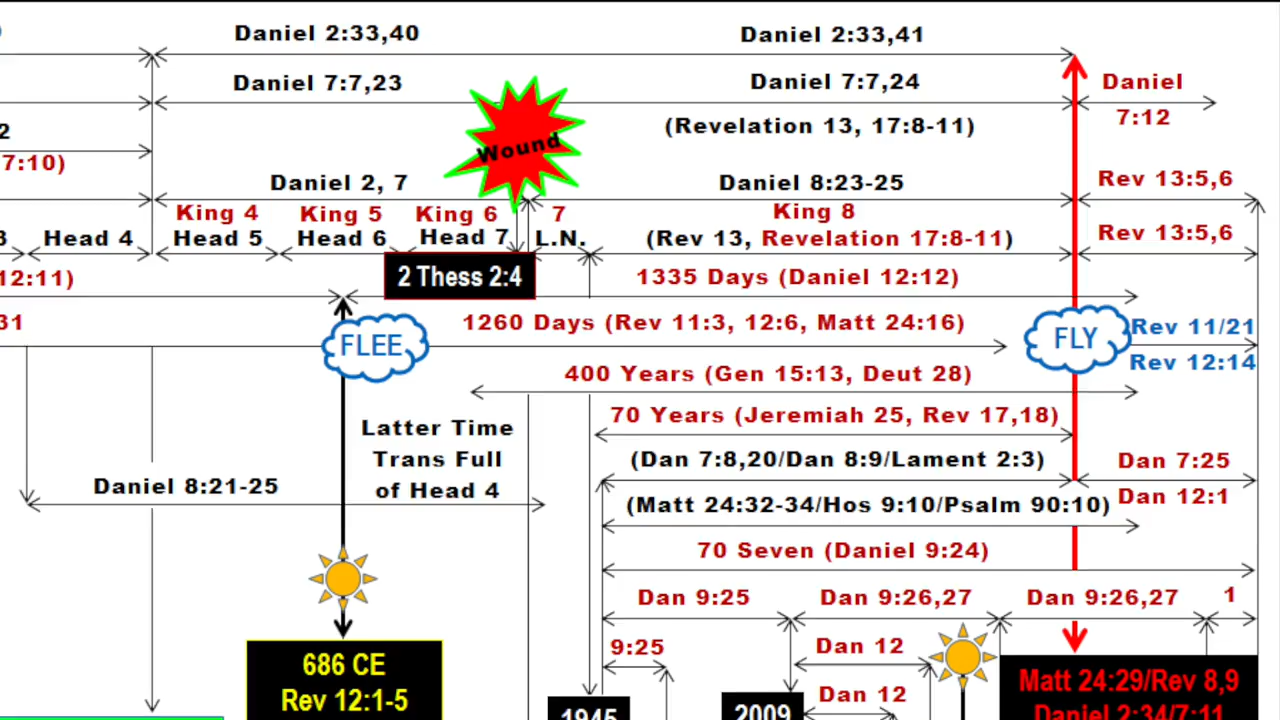 Daniel 2:33,40
Daniel 2:33,41
Daniel 7:7,23
Daniel 7:7,24
Daniel
7:12
Wound
(Revelation 13, 17:8-11)
2
7:10)
Daniel 2, 7
Daniel 8:23-25
Rev 13:5,6
King 4
King 5
King 6
7
King 8
3
Head 4
Head 5
Head 6
Head 7
L.N.
(Rev 13, Revelation 17:8-11)
Rev 13:5,6
12:11)
2 Thess 2:4
1335 Days (Daniel 12:12)
31
1260 Days (Rev 11:3, 12:6, Matt 24:16)
FLEE
FLY
Rev 11/21
Rev 12:14
400 Years (Gen 15:13, Deut 28)
70 Years (Jeremiah 25, Rev 17,18)
Latter Time
Trans Full
of Head 4
(Dan 7:8,20/Dan 8:9/Lament 2:3)
Dan 7:25
Dan 12:1
Daniel 8:21-25
(Matt 24:32-34/Hos 9:10/Psalm 90:10)
70 Seven (Daniel 9:24)
Dan 9:25
Dan 9:26,27
Dan 9:26,27
1
9:25
Dan 12
686 CE
Rev 12:1-5
Dan 12
Matt 24:29/Rev 8,9
Daniel 2:34/7:11
1945
2009